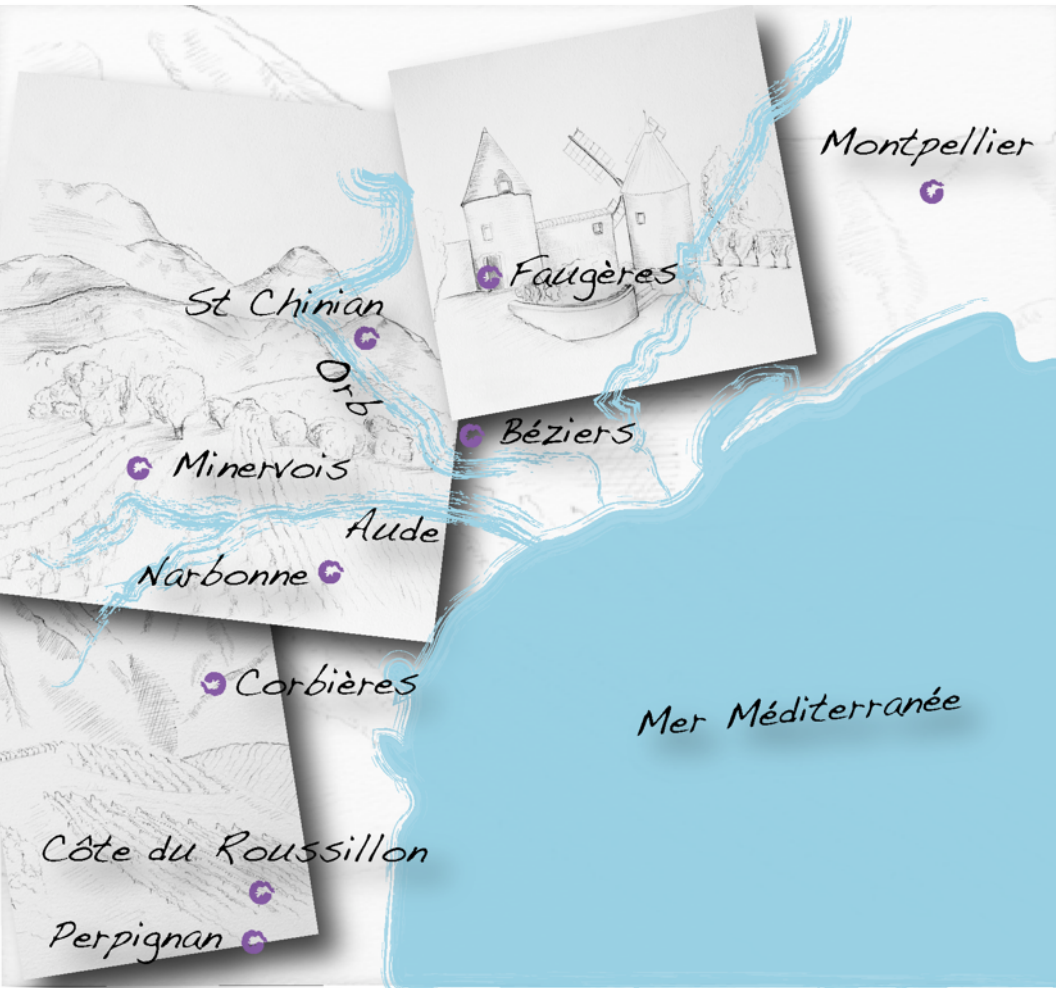 Montpellier
Faugères
St Chinian
Orb
Béziers
Minervois
Aude
Narbonne
Corbières
Mer Méditerranée
Côte du Roussillon
Perpignan